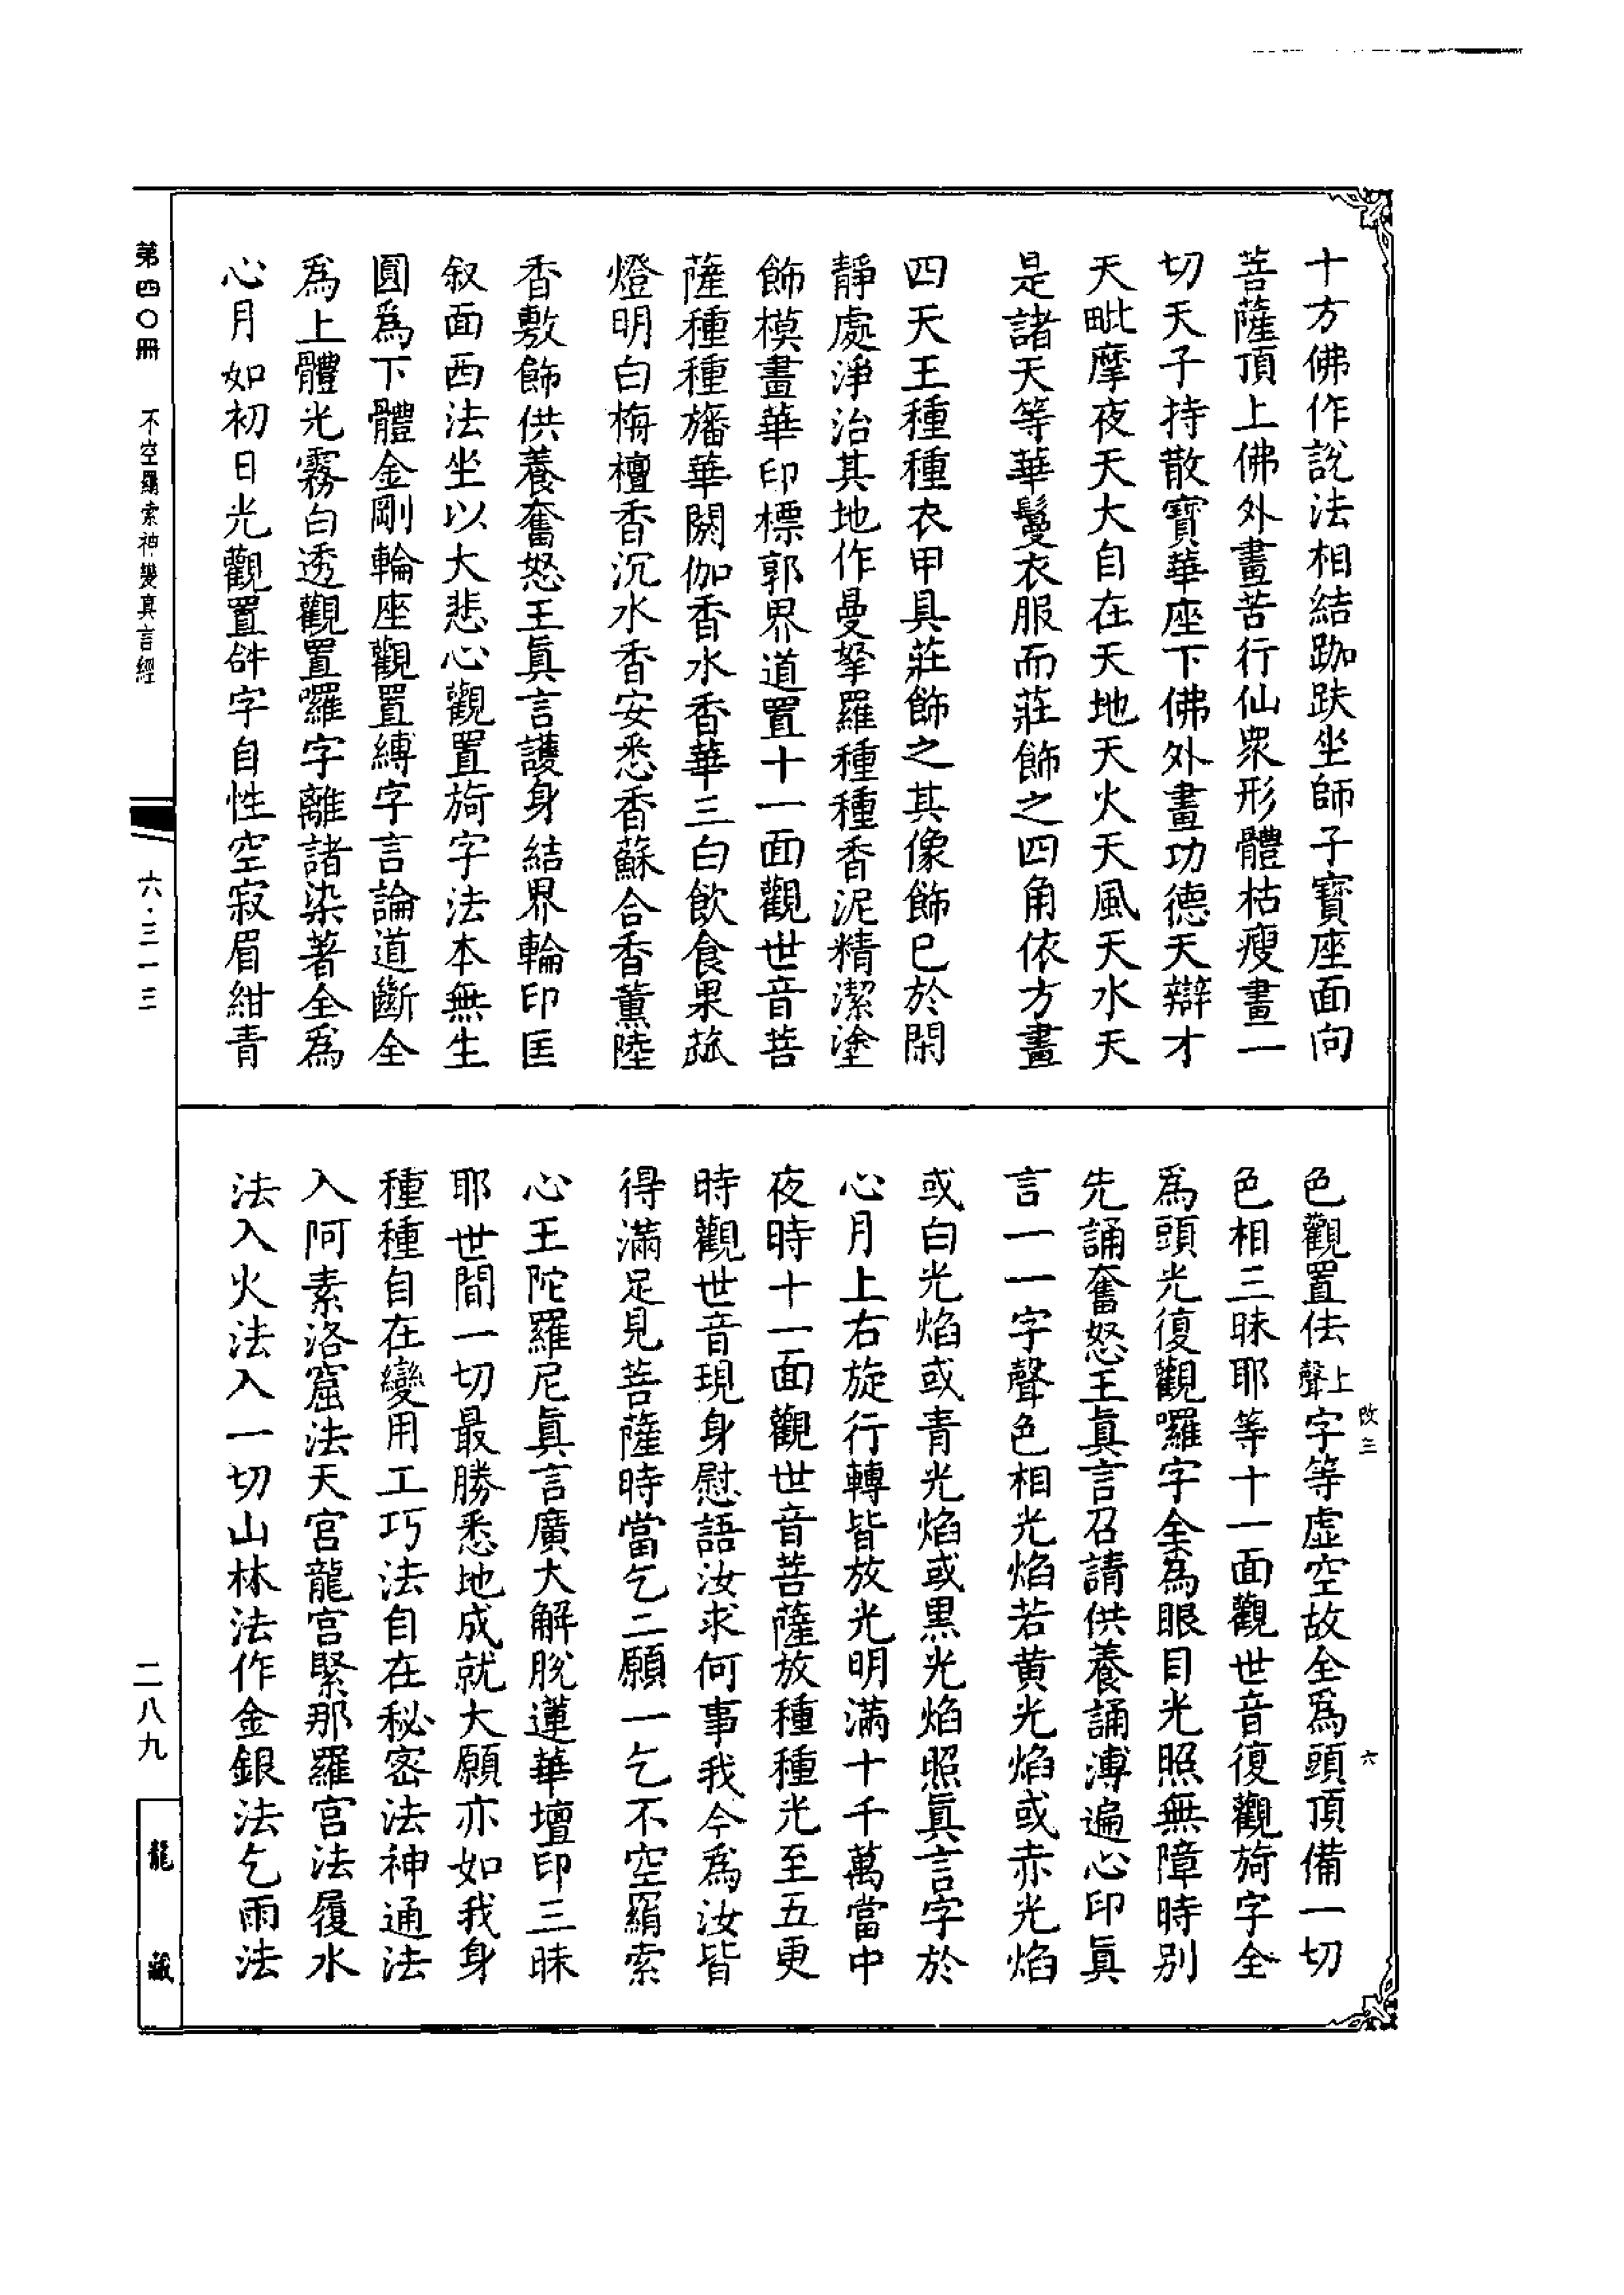 十方佛作說法相結跏趺坐師子寶座面向
菩薩頂上佛外畫苦行仙眾形體枯瘦畫一
切天子持散寶華座下佛外畫功德天辯才
天毗摩夜天大自在天地天火天風天水天
是諸天等華鬘衣服而莊飾之四角依方畫
四天王種種衣甲具莊飾之其像飾已於閑
靜處淨治其地作曼拏羅種種香泥精潔塗
飾模畫華印標郭界道置十一面觀世音菩
薩種種旛華閼伽香水香華三白飲食果蓏
燈明白栴檀香沉水香安悉香蘇合香薰陸
香敷飾供養奮怒王真言護身結界輪印匡
叙面西法坐以大悲心觀置㫊字法本無生
圓為下體金剛輪座觀置縛字言論道斷全
為上體光霧白透觀置囉字離諸染著全為
心月如初日光觀置字自性空寂眉紺青
色觀置佉上聲字等虛空故全為頭頂備一切
色相三昧耶等十一面觀世音復觀㫊字全
為頭光復觀囉字全為眼目光照無障時別
先誦奮怒王真言召請供養誦溥遍心印真
言一一字聲色相光焰若黃光焰或赤光焰
或白光焰或青光焰或黑光焰照真言字於
心月上右旋行轉皆放光明滿十千萬當中
夜時十一面觀世音菩薩放種種光至五更
時觀世音現身慰語汝求何事我今為汝皆
得滿足見菩薩時當乞二願一乞不空羂索
心王陀羅尼真言廣大解脫蓮華壇印三昧
耶世間一切最勝悉地成就大願亦如我身
種種自在變用工巧法自在秘密法神通法
入阿素洛窟法天宮龍宮緊那羅宮法履水
法入火法入一切山林法作金銀法乞雨法
改三
六
第四〇冊
不空羂索神變真言經
六·三一三
二八九
龍藏